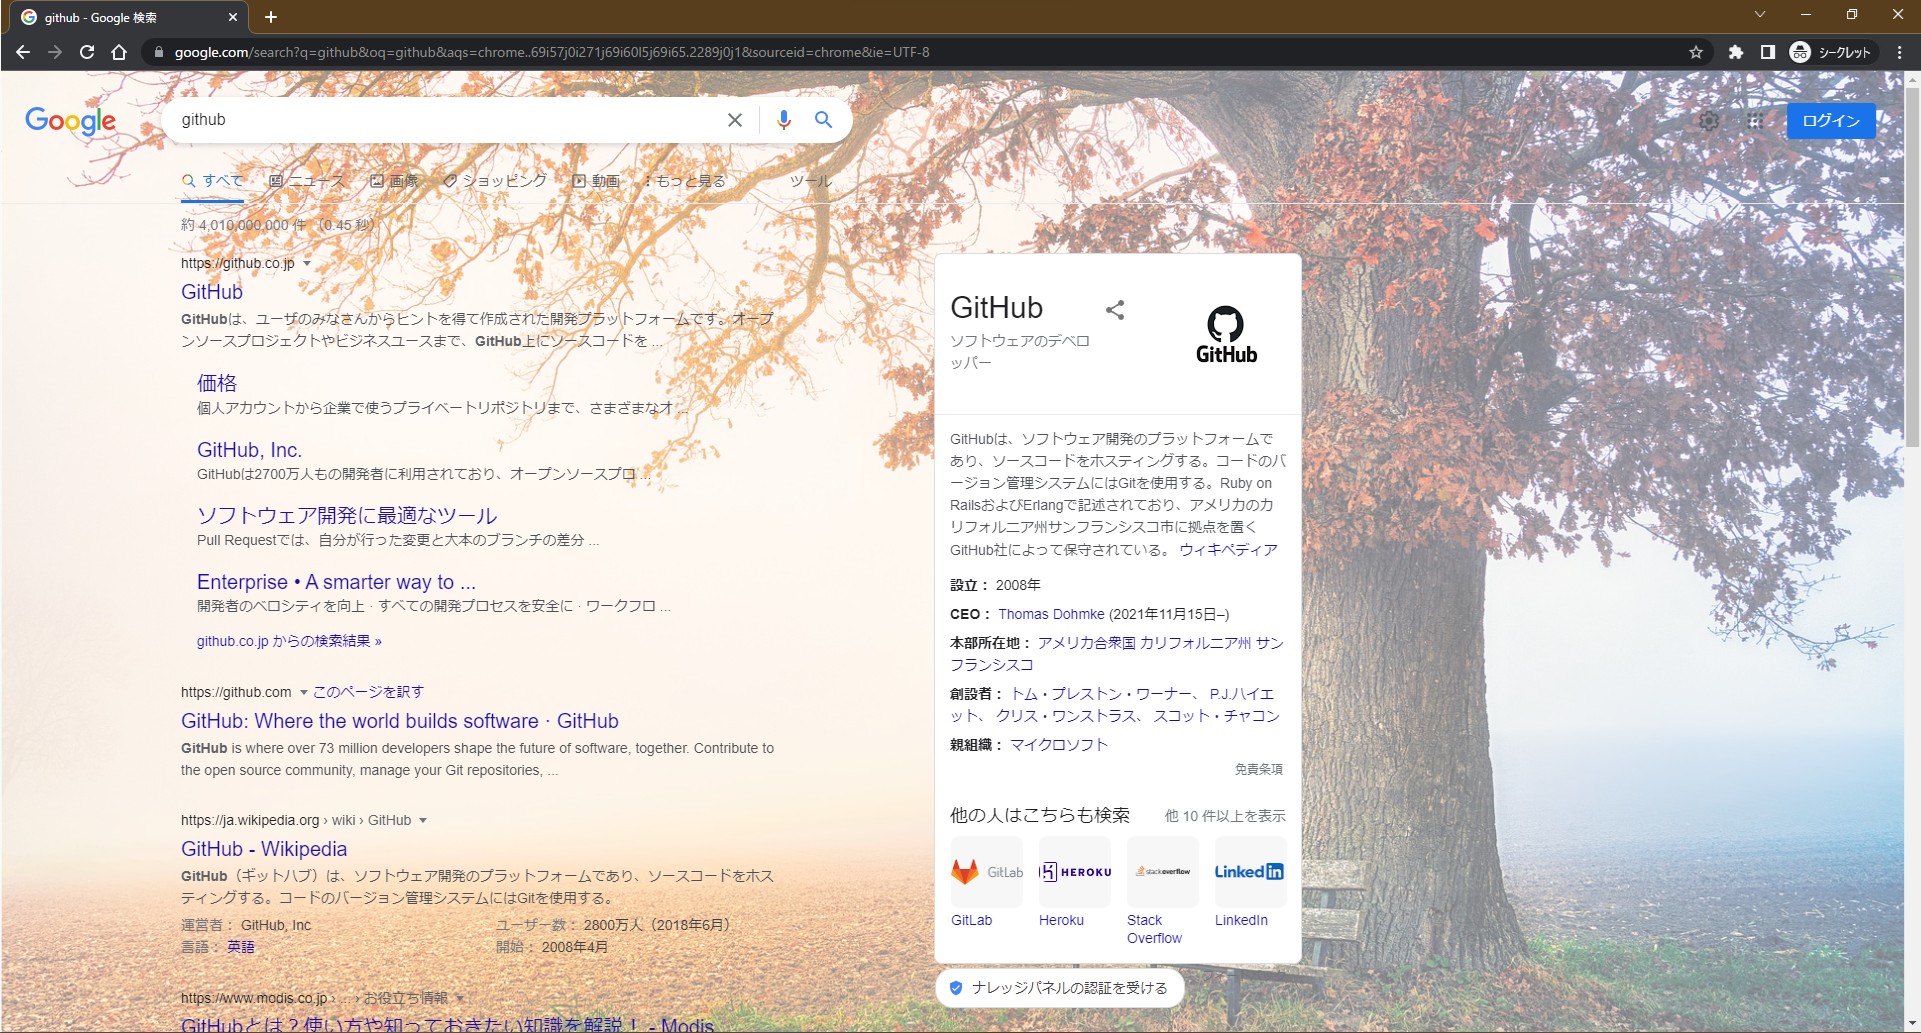 github - Google 検索
google.com/search?q=github&oq=github&aqs=chrome..69i57j0i271j69i60l5j69i65.2289j0j1&sourceid=chrome&ie=UTF-8
シークレット
Google
github
ログイン
すべて
ニュース
画像
ショッピング
動画
もっと見る
ツール
約 4,010,000,000 件 （0.45 秒）
https://github.co.jp
GitHub
GitHubは、ユーザのみなさんからヒントを得て作成された開発プラットフォームです。オープ
ンソースプロジェクトやビジネスユースまで、GitHub上にソースコードを ...
価格
個人アカウントから企業で使うプライベートリポジトリまで、さまざまなオ ...
GitHub, Inc.
GitHubは2700万人もの開発者に利用されており、オープンソースプロ ...
ソフトウェア開発に最適なツール
Pull Requestでは、自分が行った変更と大本のブランチの差分 ...
Enterprise • A smarter way to ...
開発者のベロシティを向上 · すべての開発プロセスを安全に · ワークフロ ...
github.co.jp からの検索結果 »
https://github.com
このページを訳す
GitHub: Where the world builds software · GitHub
GitHub is where over 73 million developers shape the future of software, together. Contribute to
the open source community, manage your Git repositories, ...
https://ja.wikipedia.org › wiki › GitHub
GitHub - Wikipedia
GitHub（ギットハブ）は、ソフトウェア開発のプラットフォームであり、ソースコードをホス
ティングする。コードのバージョン管理システムにはGitを使用する。
運営者： GitHub, Inc
ユーザー数： 2800万人（2018年6月）
言語： 英語
開始： 2008年4月
https://www.modis.co.jp › ... › お役立ち情報
GitHubとは？使い方や知っておきたい知識を解説！ - Modis
GitHub
ソフトウェアのデベロ
ッパー
GitHub
GitHubは、ソフトウェア開発のプラットフォームで
あり、ソースコードをホスティングする。コードのバ
ージョン管理システムにはGitを使用する。Ruby on
RailsおよびErlangで記述されており、アメリカのカ
リフォルニア州サンフランシスコ市に拠点を置く
GitHub社によって保守されている。 ウィキペディア
設立： 2008年
CEO： Thomas Dohmke (2021年11月15日–)
本部所在地： アメリカ合衆国 カリフォルニア州 サン
フランシスコ
創設者： トム・プレストン・ワーナー、 P.J.ハイエ
ット、 クリス・ワンストラス、 スコット・チャコン
親組織： マイクロソフト
免責条項
他の人はこちらも検索
他 10 件以上を表示
GitLab
HEROKU
stackoverflow
Linkedin
GitLab
Heroku
Stack
Overflow
LinkedIn
ナレッジパネルの認証を受ける